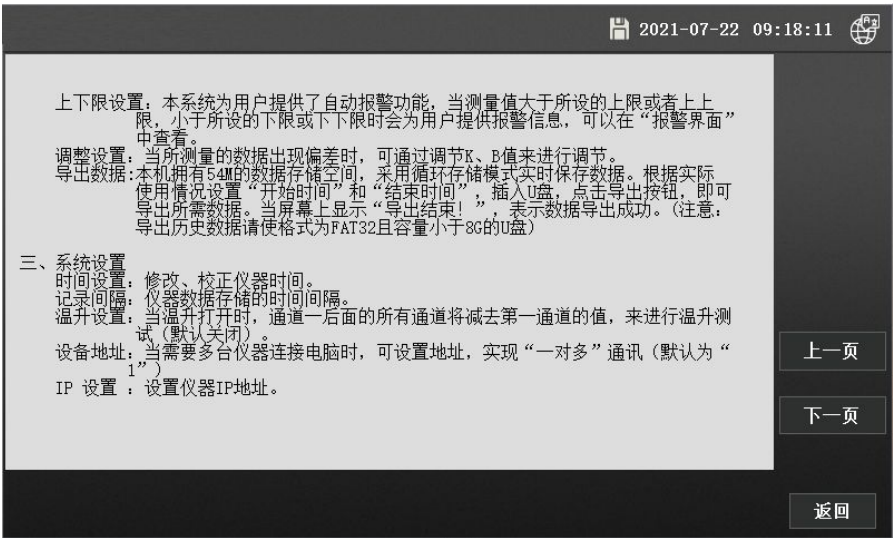 2021-07-22 09:18:11
上下限设置：本系统为用户提供了自动报警功能，当测量值大于所设的上限或者上上
限，小于所设的下限或下下限时会为用户提供报警信息，可以在“报警界面”
中查看。
调整设置：当所测量的数据出现偏差时，可通过调节K、B值来进行调节。
导出数据:本机拥有54M的数据存储空间，采用循环存储模式实时保存数据。根据实际
使用情况设置“开始时间”和“结束时间”，插入U盘，点击导出按钮，即可
导出所需数据。当屏幕上显示“导出结束！”，表示数据导出成功。（注意：
导出历史数据请使格式为FAT32且容量小于8G的U盘）
三、系统设置
时间设置：修改、校正仪器时间。
记录间隔：仪器数据存储的时间间隔。
温升设置：当温升打开时，通道一后面的所有通道将减去第一通道的值，来进行温升测
试（默认关闭）。
设备地址：当需要多台仪器连接电脑时，可设置地址，实现“一对多”通讯（默认为“
1”）
IP 设置 ：设置仪器IP地址。
上一页
下一页
返回